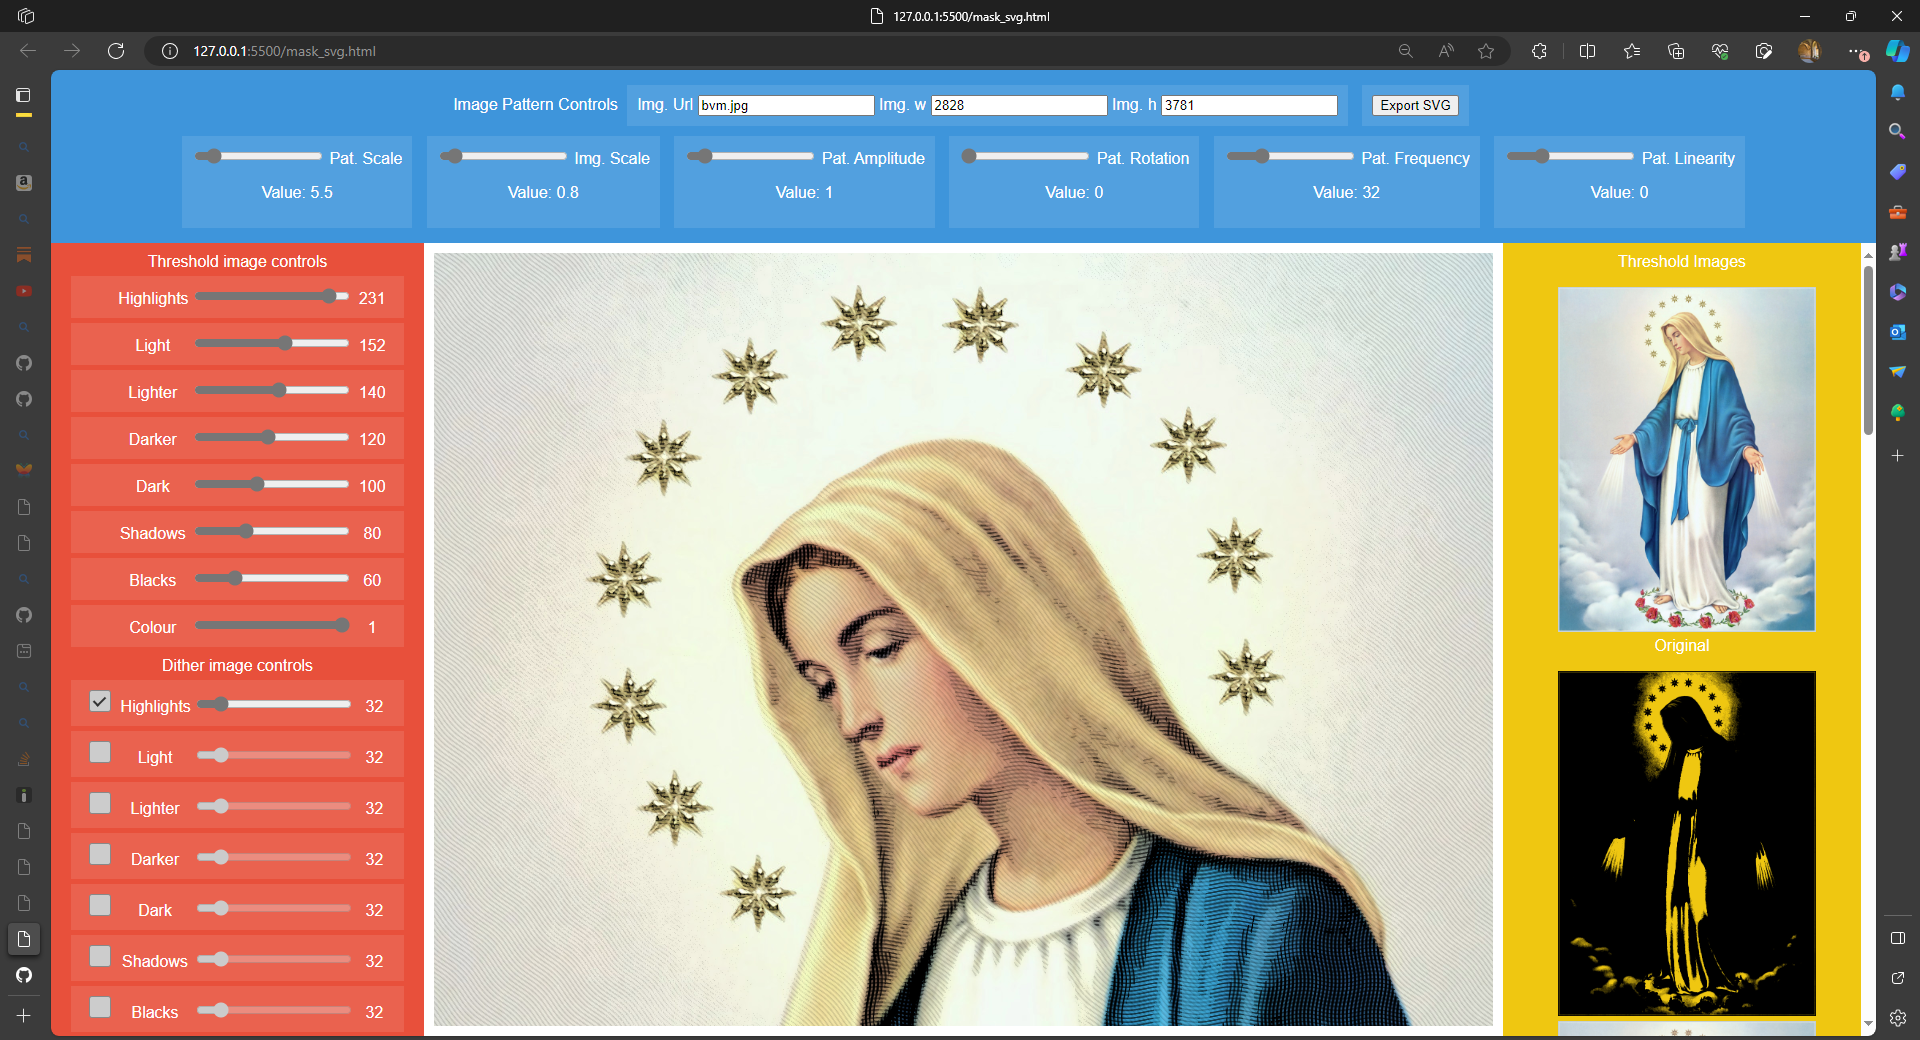 127.0.0.1:5500/mask_svg.html
127.0.0.1:5500/mask_svg.html
Image Pattern Controls
Img. Url bvm.jpg Img. w 2828 Img. h 3781
Export SVG
Pat. Scale
Value: 5.5
Img. Scale
Value: 0.8
Pat. Amplitude
Value: 1
Pat. Rotation
Value: 0
Pat. Frequency
Value: 32
Pat. Linearity
Value: 0
Threshold image controls
Highlights 231
Light 152
Lighter 140
Darker 120
Dark 100
Shadows 80
Blacks 60
Colour 1
Dither image controls
Highlights 32
Light 32
Lighter 32
Darker 32
Dark 32
Shadows 32
Blacks 32
Threshold Images
Original